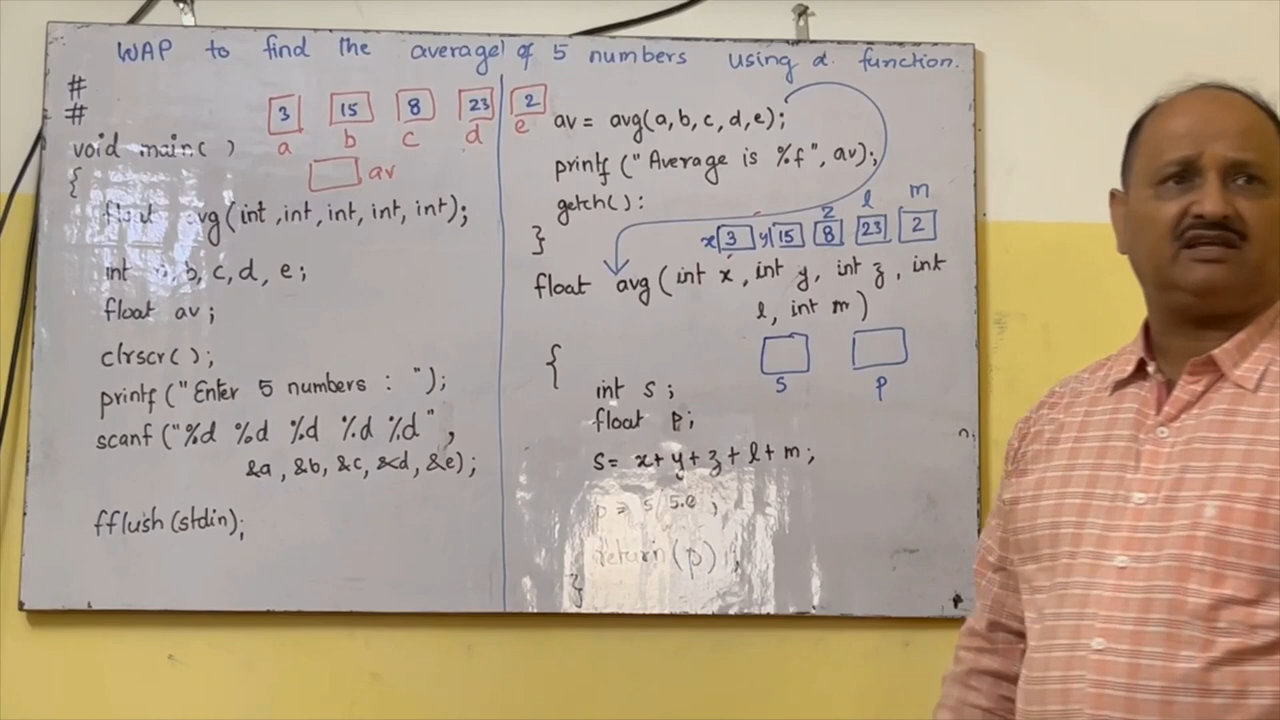 WAP to find the average of 5 numbers using a function.
#
#
3 15 8 23 2
a b c d e
av
void main( )
{
float avg(int, int, int, int, int);
int a, b, c, d, e;
float av;
clrscr( );
printf ("Enter 5 numbers : ");
scanf ("%d %d %d %d %d",
&a, &b, &c, &d, &e);
fflush (stdin);
av = avg(a, b, c, d, e);
printf ("Average is %f", av);
getch( );
}
z l m
x 3 y 15 8 23 2
float avg (int x, int y, int z, int
l, int m)
{
s p
int s;
float p;
s = x + y + z + l + m;
p = s/5.0;
return (p);
}